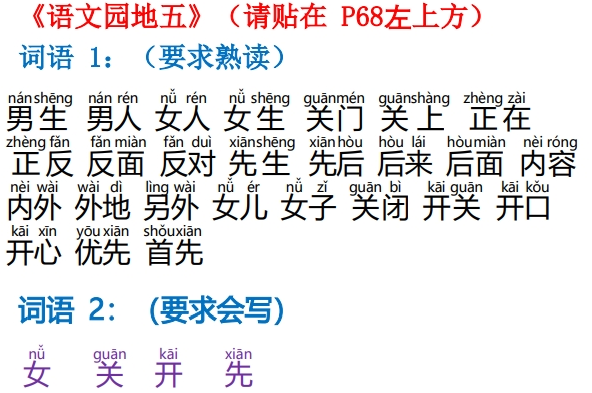 《语文园地五》（请贴在 P68左上方）
词语 1：（要求熟读）
nánshēng nán rén nǚ rén nǚ shēng guānmén guānshàng zhèng zài
男生 男人 女人 女生 关门 关上 正在
zhèng fǎn fǎn miàn fǎn duì xiānshēng xiān hòu hòu lái hòu miàn nèi róng
正反 反面 反对 先生 先后 后来 后面 内容
nèi wài wài dì lìng wài nǚ ér nǚ zǐ guān bì kāi guān kāi kǒu
内外 外地 另外 女儿 女子 关闭 开关 开口
kāi xīn yōu xiān shǒuxiān
开心 优先 首先
词语 2：（要求会写）
nǚ guān kāi xiān
女 关 开 先